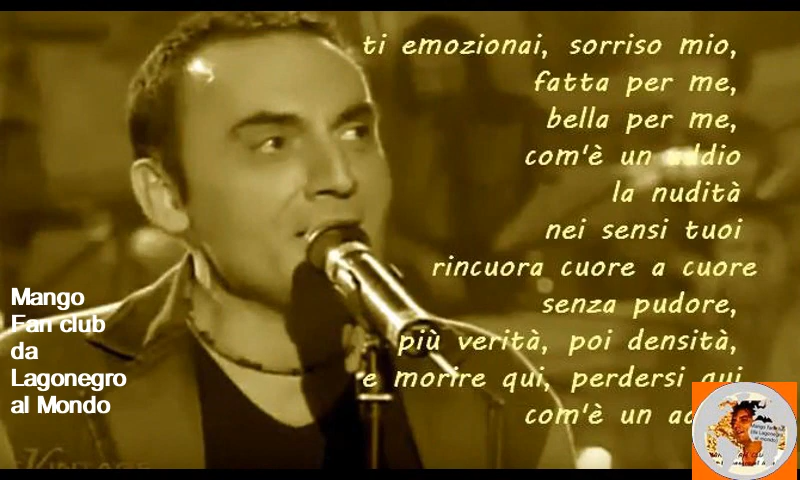 ti emozionai, sorriso mio,
fatta per me,
bella per me,
com'è un addio
la nudità
nei sensi tuoi
rincuora cuore a cuore
senza pudore,
più verità, poi densità,
e morire qui, perdersi qui
com'è un
Mango
Fan club
da
Lagonegro
al Mondo